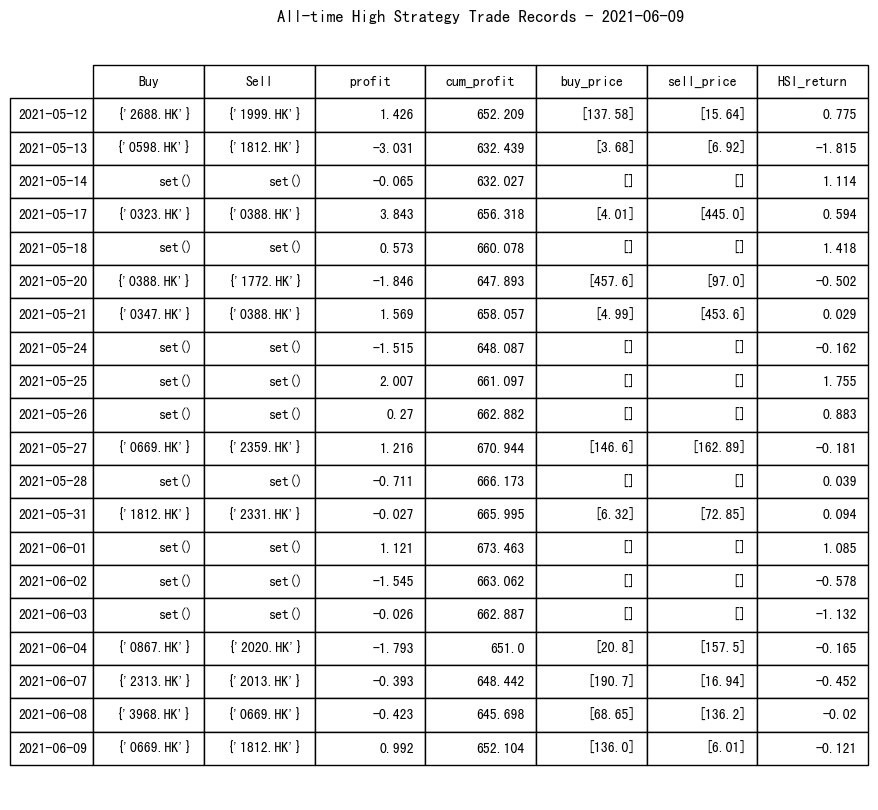 All-time High Strategy Trade Records - 2021-06-09
Buy Sell profit cum_profit buy_price sell_price HSI_return
2021-05-12 {'2688.HK'} {'1999.HK'} 1.426 652.209 [137.58] [15.64] 0.775
2021-05-13 {'0598.HK'} {'1812.HK'} -3.031 632.439 [3.68] [6.92] -1.815
2021-05-14 set() set() -0.065 632.027 [] [] 1.114
2021-05-17 {'0323.HK'} {'0388.HK'} 3.843 656.318 [4.01] [445.0] 0.594
2021-05-18 set() set() 0.573 660.078 [] [] 1.418
2021-05-20 {'0388.HK'} {'1772.HK'} -1.846 647.893 [457.6] [97.0] -0.502
2021-05-21 {'0347.HK'} {'0388.HK'} 1.569 658.057 [4.99] [453.6] 0.029
2021-05-24 set() set() -1.515 648.087 [] [] -0.162
2021-05-25 set() set() 2.007 661.097 [] [] 1.755
2021-05-26 set() set() 0.27 662.882 [] [] 0.883
2021-05-27 {'0669.HK'} {'2359.HK'} 1.216 670.944 [146.6] [162.89] -0.181
2021-05-28 set() set() -0.711 666.173 [] [] 0.039
2021-05-31 {'1812.HK'} {'2331.HK'} -0.027 665.995 [6.32] [72.85] 0.094
2021-06-01 set() set() 1.121 673.463 [] [] 1.085
2021-06-02 set() set() -1.545 663.062 [] [] -0.578
2021-06-03 set() set() -0.026 662.887 [] [] -1.132
2021-06-04 {'0867.HK'} {'2020.HK'} -1.793 651.0 [20.8] [157.5] -0.165
2021-06-07 {'2313.HK'} {'2013.HK'} -0.393 648.442 [190.7] [16.94] -0.452
2021-06-08 {'3968.HK'} {'0669.HK'} -0.423 645.698 [68.65] [136.2] -0.02
2021-06-09 {'0669.HK'} {'1812.HK'} 0.992 652.104 [136.0] [6.01] -0.121